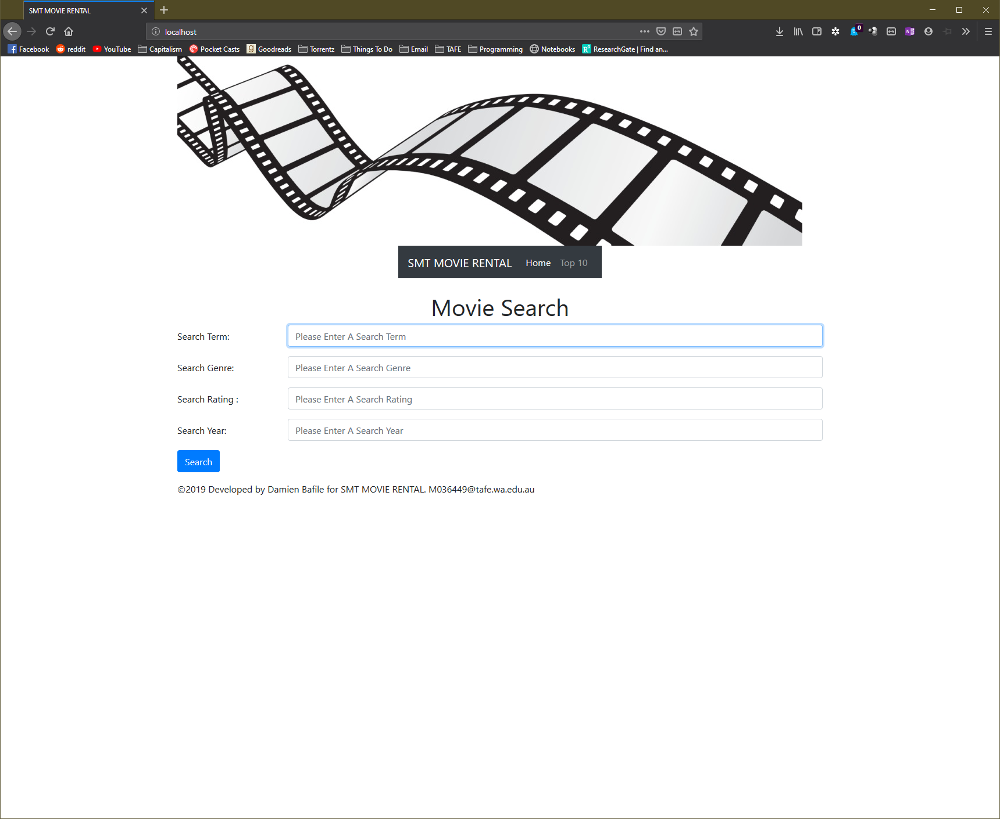 SMT MOVIE RENTAL
localhost
0
Facebook reddit YouTube Capitalism Pocket Casts Goodreads Torrentz Things To Do Email TAFE Programming Notebooks ResearchGate | Find an...
SMT MOVIE RENTAL Home Top 10
Movie Search
Search Term: Please Enter A Search Term
Search Genre: Please Enter A Search Genre
Search Rating : Please Enter A Search Rating
Search Year: Please Enter A Search Year
Search
©2019 Developed by Damien Bafile for SMT MOVIE RENTAL. M036449@tafe.wa.edu.au